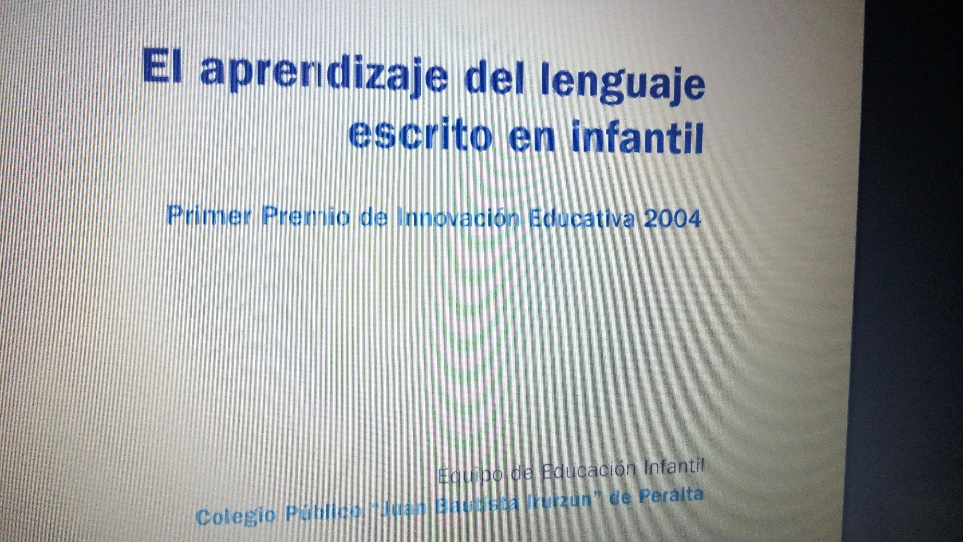 El aprendizaje del lenguaje
escrito en infantil
Primer Premio de Innovación Educativa 2004
Equipo de Educación Infantil
Colegio Público "Juan Bautista Irurzun" de Peralta